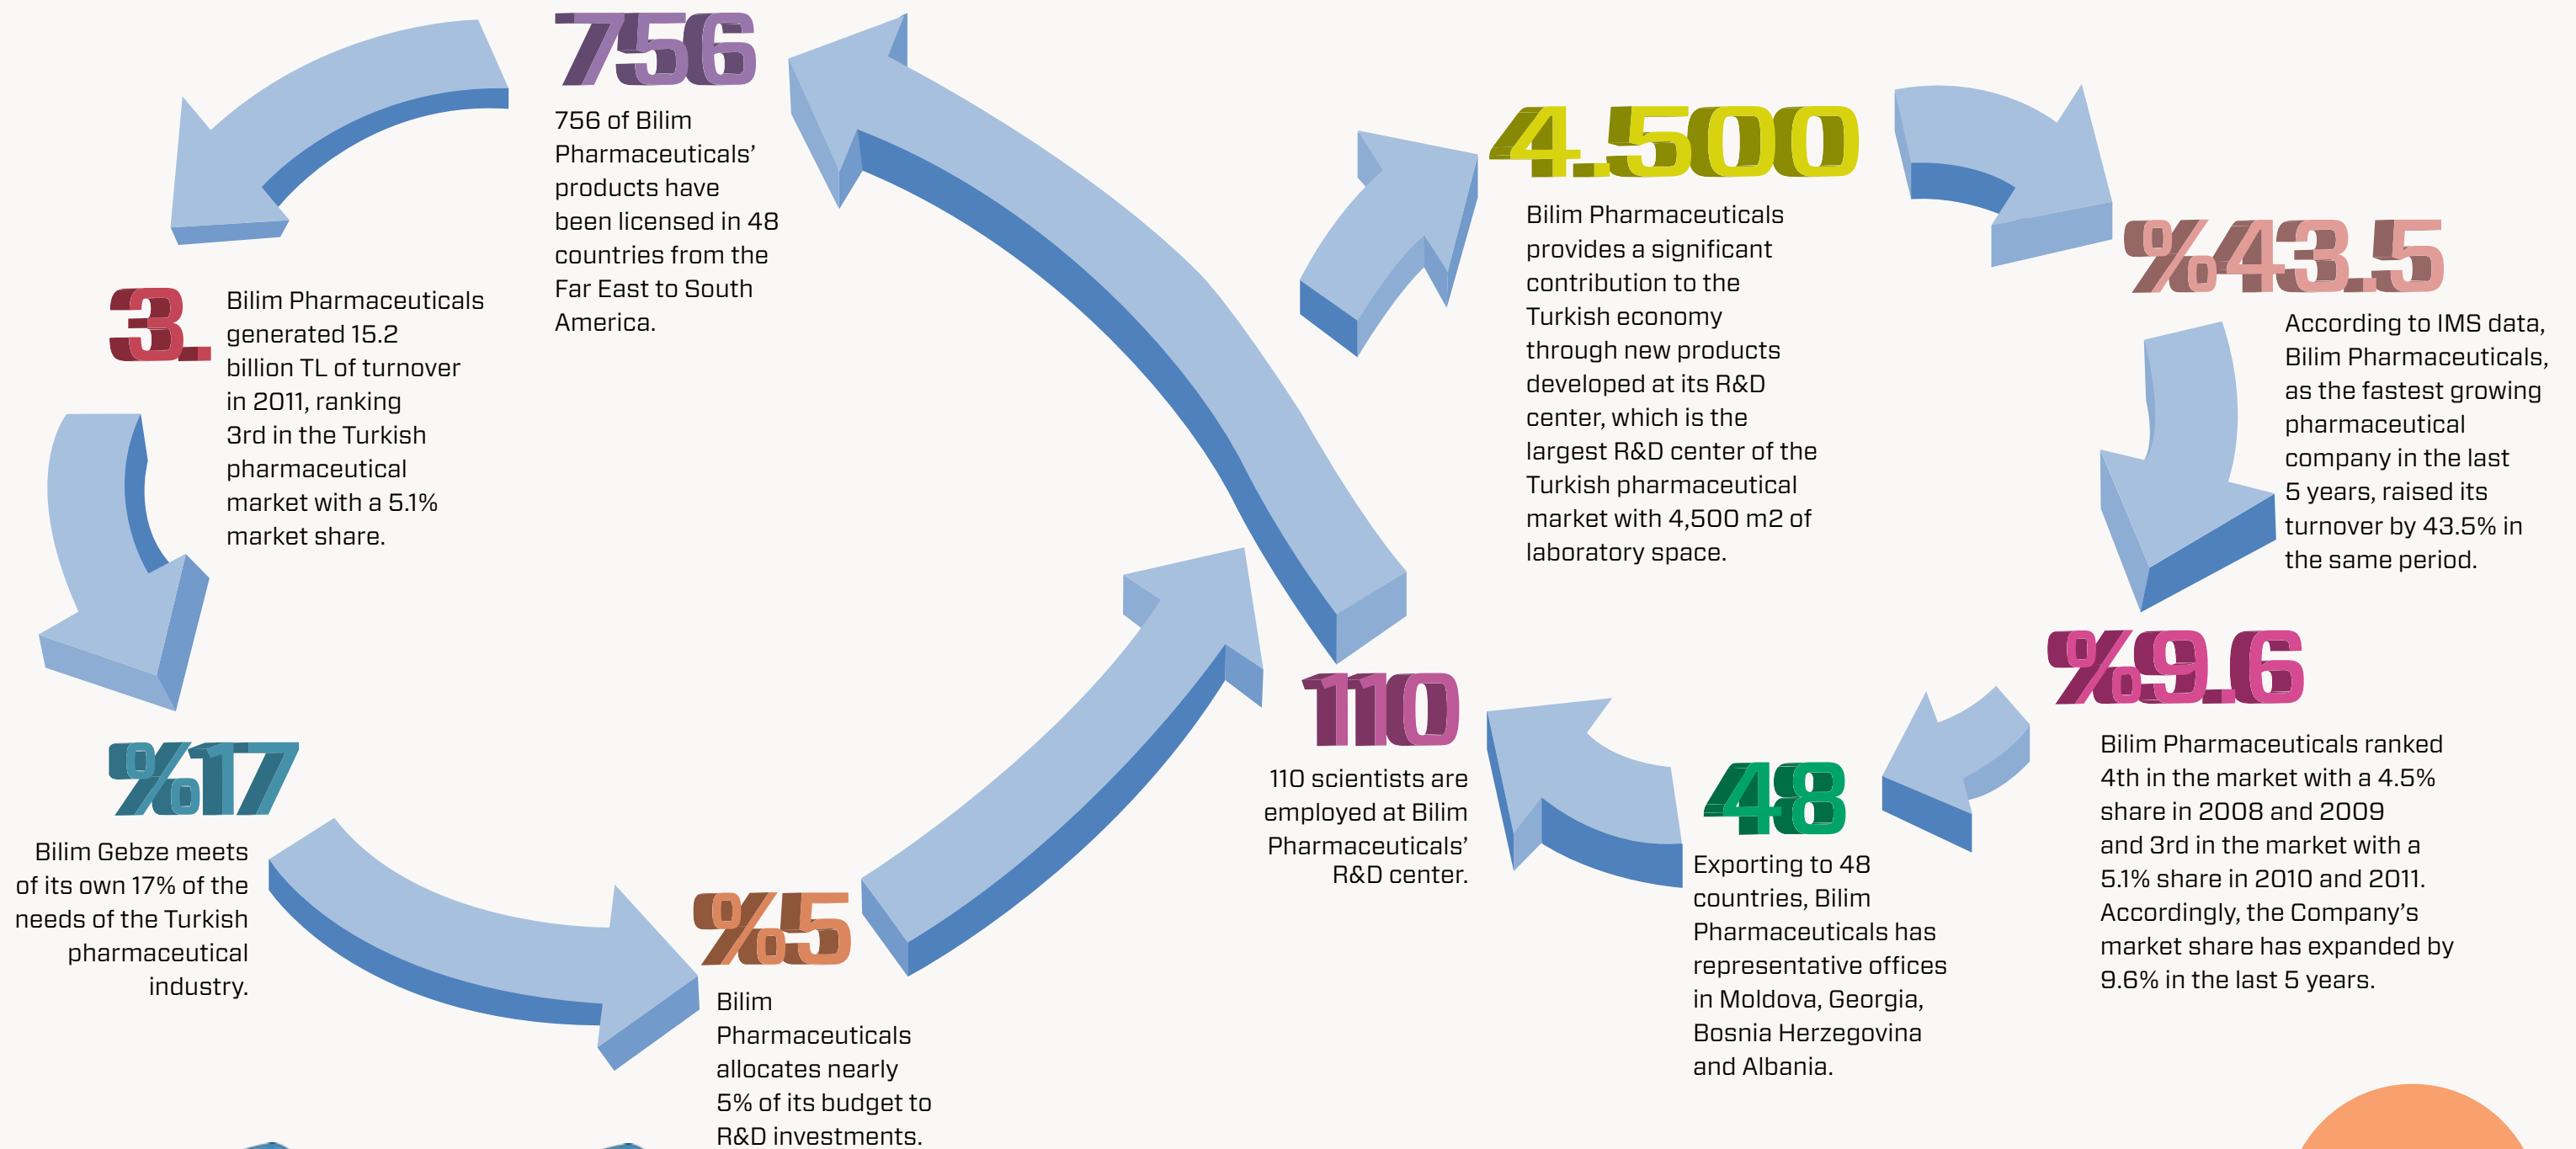 756
756 of Bilim
Pharmaceuticals’
products have
been licensed in 48
countries from the
Far East to South
America.
3.
Bilim Pharmaceuticals
generated 15.2
billion TL of turnover
in 2011, ranking
3rd in the Turkish
pharmaceutical
market with a 5.1%
market share.
%17
Bilim Gebze meets
of its own 17% of the
needs of the Turkish
pharmaceutical
industry.
%5
Bilim
Pharmaceuticals
allocates nearly
5% of its budget to
R&D investments.
4.500
Bilim Pharmaceuticals
provides a significant
contribution to the
Turkish economy
through new products
developed at its R&D
center, which is the
largest R&D center of the
Turkish pharmaceutical
market with 4,500 m2 of
laboratory space.
%43.5
According to IMS data,
Bilim Pharmaceuticals,
as the fastest growing
pharmaceutical
company in the last
5 years, raised its
turnover by 43.5% in
the same period.
%9.6
Bilim Pharmaceuticals ranked
4th in the market with a 4.5%
share in 2008 and 2009
and 3rd in the market with a
5.1% share in 2010 and 2011.
Accordingly, the Company’s
market share has expanded by
9.6% in the last 5 years.
48
Exporting to 48
countries, Bilim
Pharmaceuticals has
representative offices
in Moldova, Georgia,
Bosnia Herzegovina
and Albania.
110
110 scientists are
employed at Bilim
Pharmaceuticals’
R&D center.